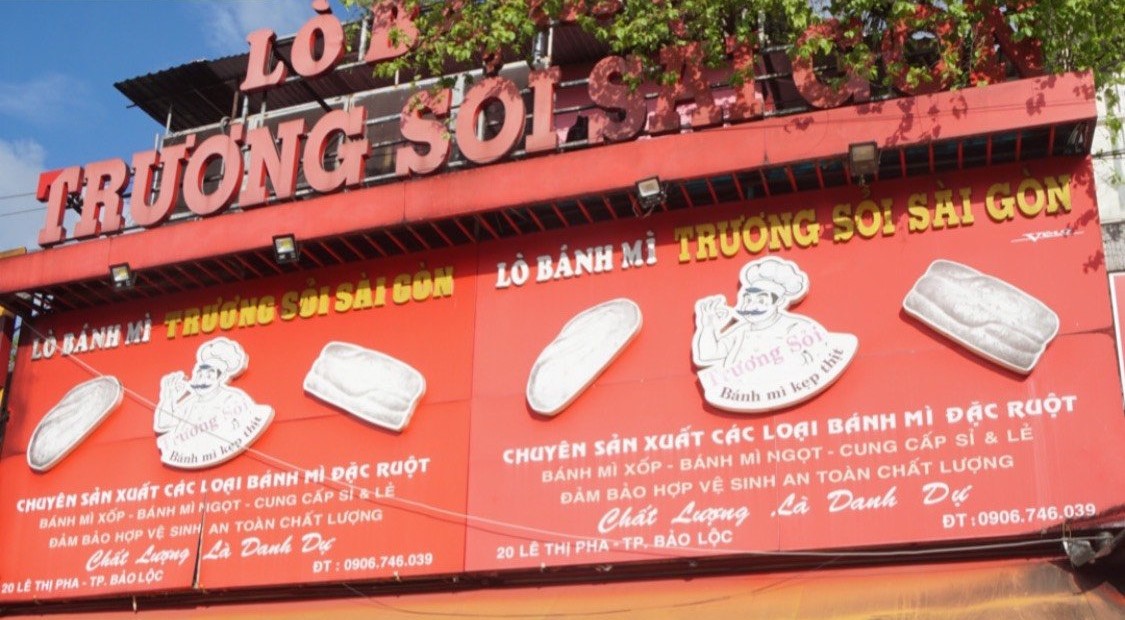 LÒ B
TRƯƠNG SỎI SÀI GÒN
LÒ BÁNH MÌ TRƯƠNG SỎI SÀI GÒN
Trương Sỏi
Bánh mì kẹp thịt
CHUYÊN SẢN XUẤT CÁC LOẠI BÁNH MÌ ĐẶC RUỘT
BÁNH MÌ XỐP - BÁNH MÌ NGỌT - CUNG CẤP SỈ & LẺ
ĐẢM BẢO HỢP VỆ SINH AN TOÀN CHẤT LƯỢNG
Chất Lượng Là Danh Dự
ĐT : 0906.746.039
20 LÊ THỊ PHA - TP. BẢO LỘC
LÒ BÁNH MÌ TRƯƠNG SỎI SÀI GÒN
Trương Sỏi
Bánh mì kẹp thịt
CHUYÊN SẢN XUẤT CÁC LOẠI BÁNH MÌ ĐẶC RUỘT
BÁNH MÌ XỐP - BÁNH MÌ NGỌT - CUNG CẤP SỈ & LẺ
ĐẢM BẢO HỢP VỆ SINH AN TOÀN CHẤT LƯỢNG
Chất Lượng Là Danh Dự
ĐT : 0906.746.039
20 LÊ THỊ PHA - TP. BẢO LỘC